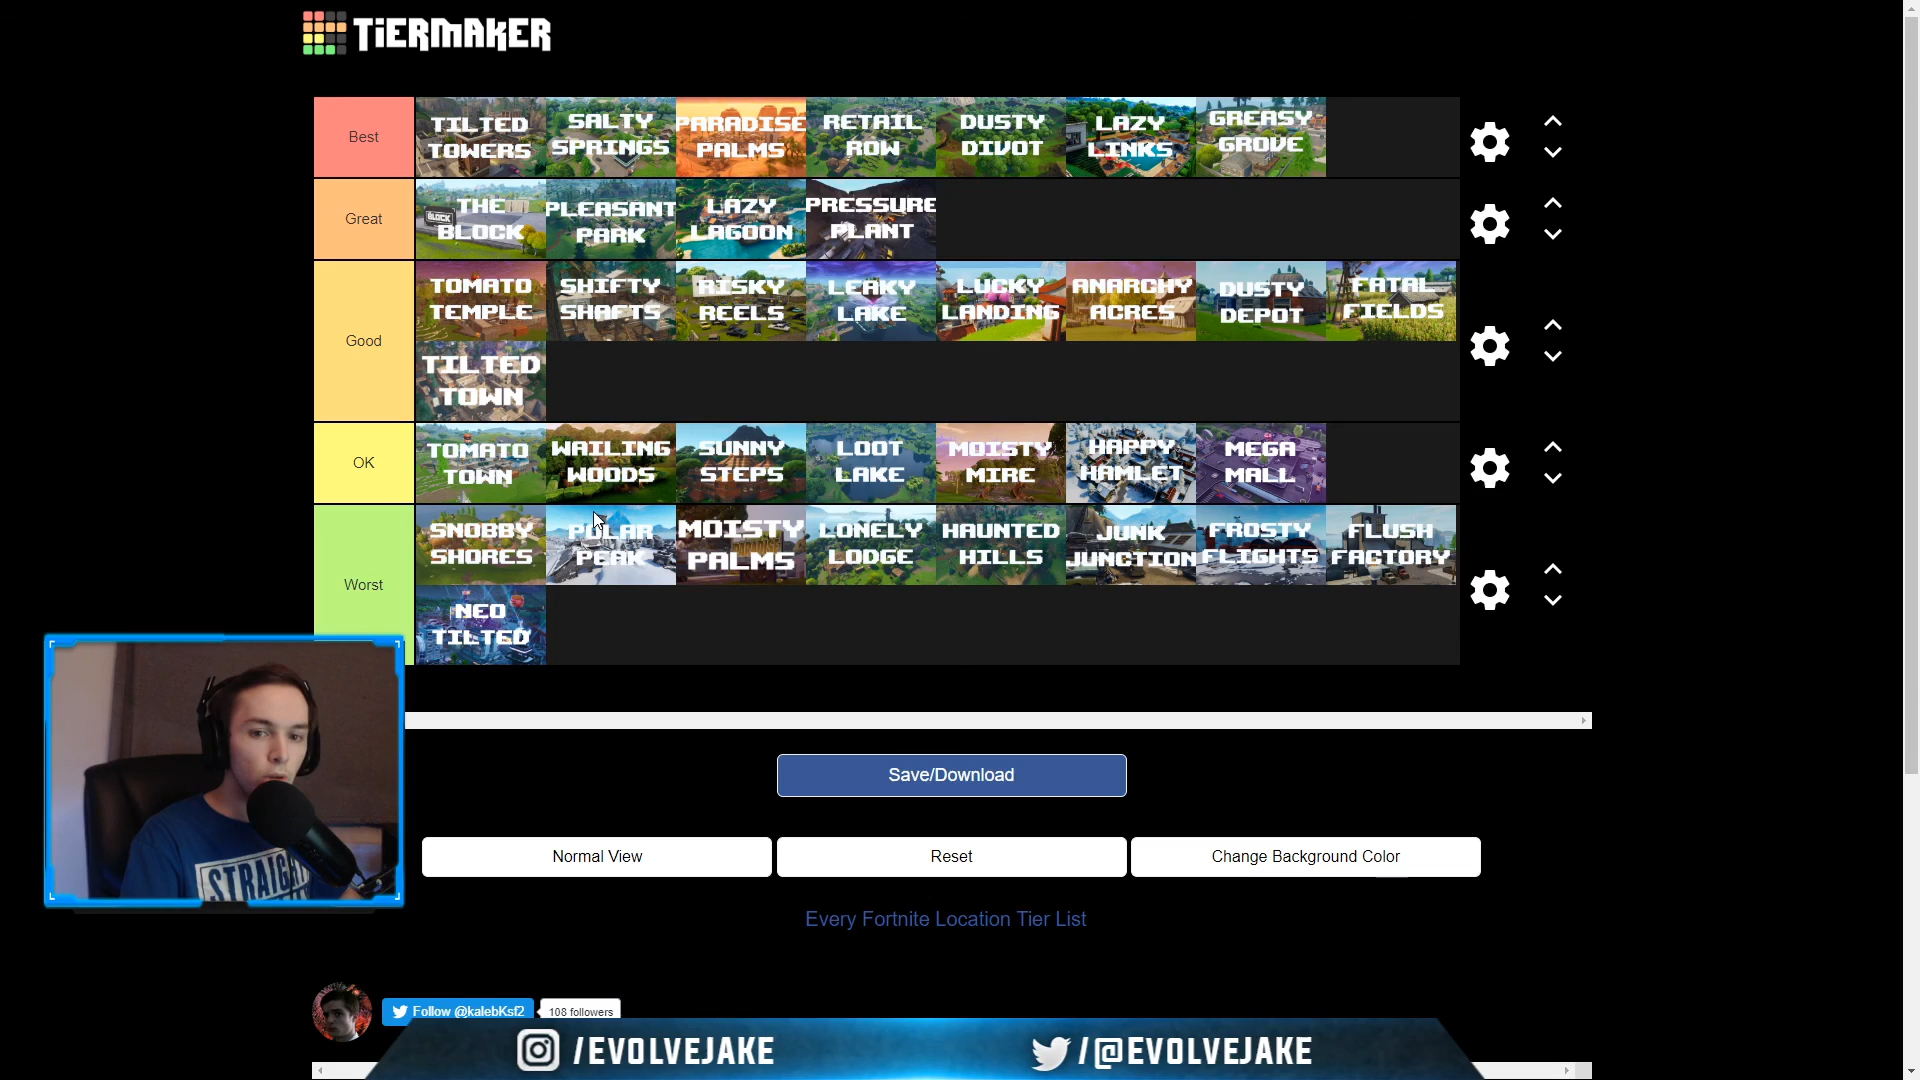 TiERMAKER
Best
TILTED TOWERS
SALTY SPRINGS
PARADISE PALMS
RETAIL ROW
DUSTY DIVOT
LAZY LINKS
GREASY GROVE
Great
THE BLOCK
BLOCK
PLEASANT PARK
LAZY LAGOON
PRESSURE PLANT
Good
TOMATO TEMPLE
SHIFTY SHAFTS
RISKY REELS
LEAKY LAKE
LUCKY LANDING
ANARCHY ACRES
DUSTY DEPOT
FATAL FIELDS
TILTED TOWN
OK
TOMATO TOWN
WAILING WOODS
SUNNY STEPS
LOOT LAKE
MOISTY MIRE
HAPPY HAMLET
MEGA MALL
Worst
SNOBBY SHORES
POLAR PEAK
MOISTY PALMS
LONELY LODGE
HAUNTED HILLS
JUNK JUNCTION
FROSTY FLIGHTS
FLUSH FACTORY
NEO TILTED
STRAIGH
Save/Download
Normal View
Reset
Change Background Color
Every Fortnite Location Tier List
Follow @kalebKsf2
108 followers
/EVOLVEJAKE
/@EVOLVEJAKE